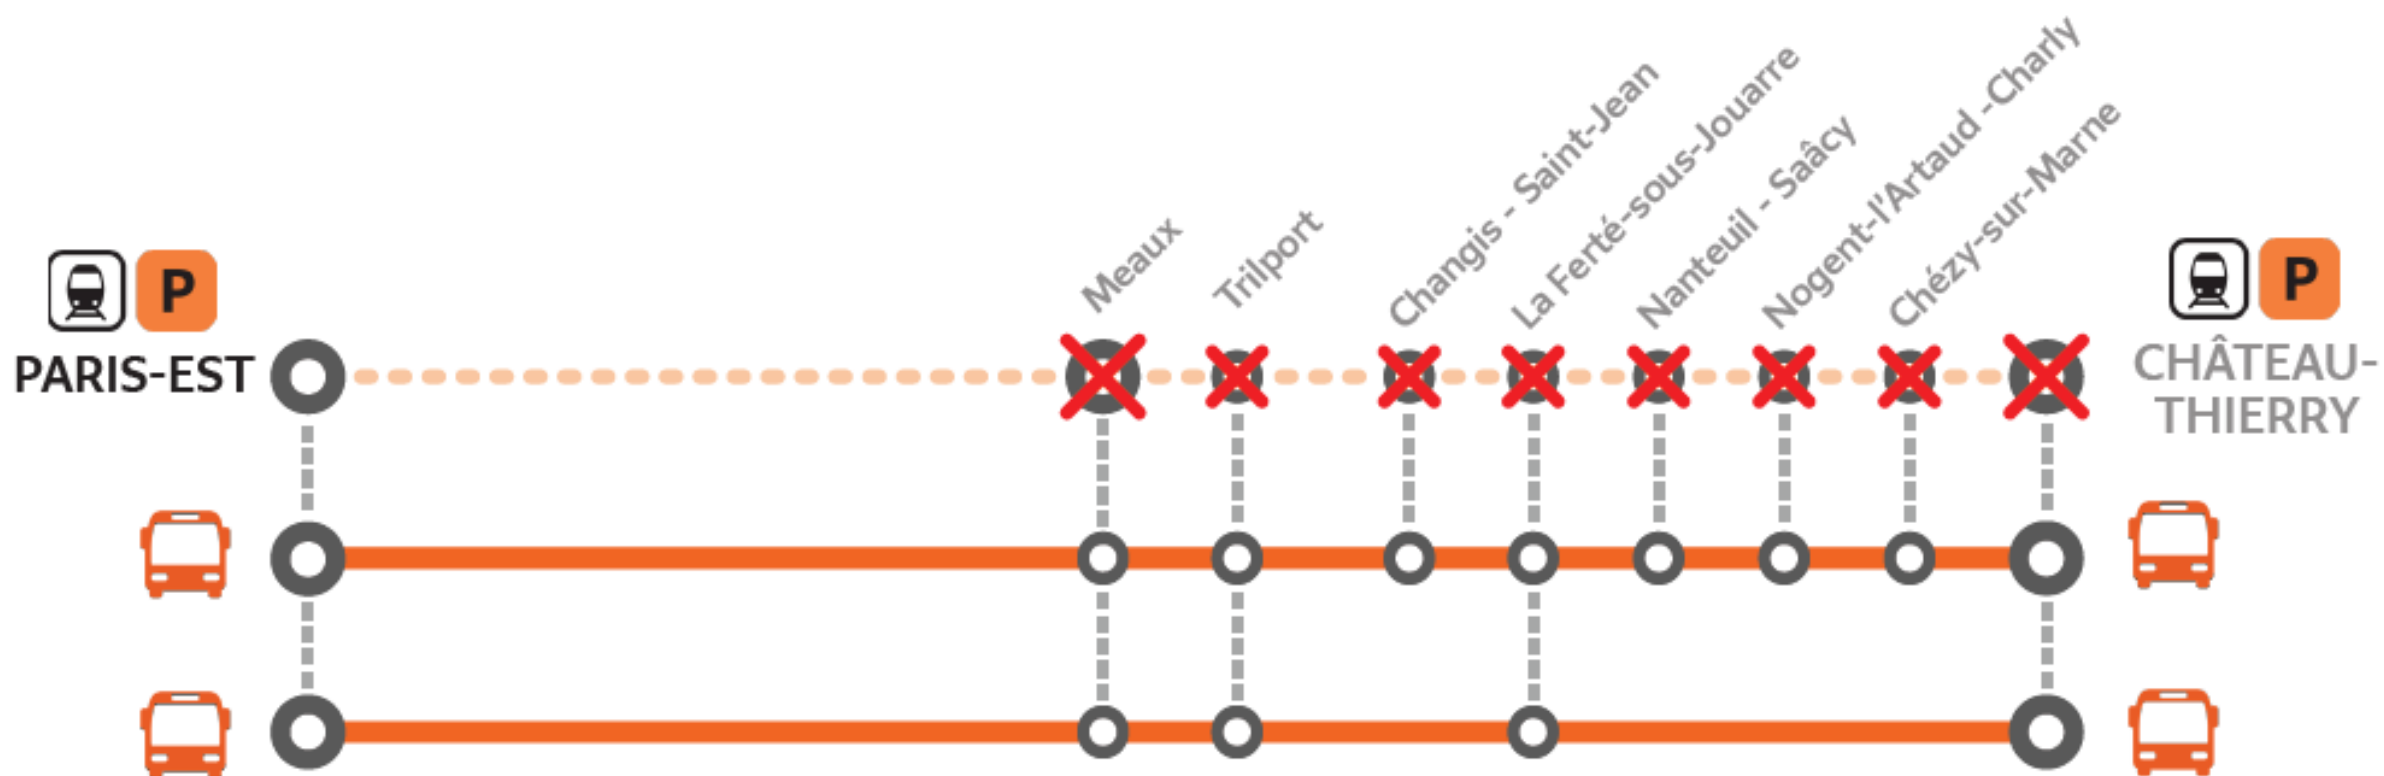 Meaux
Trilport
Changis - Saint-Jean
La Ferté-sous-Jouarre
Nanteuil - Saâcy
Nogent-l'Artaud -Charly
Chézy-sur-Marne
P
PARIS-EST
P
CHÂTEAU-
THIERRY